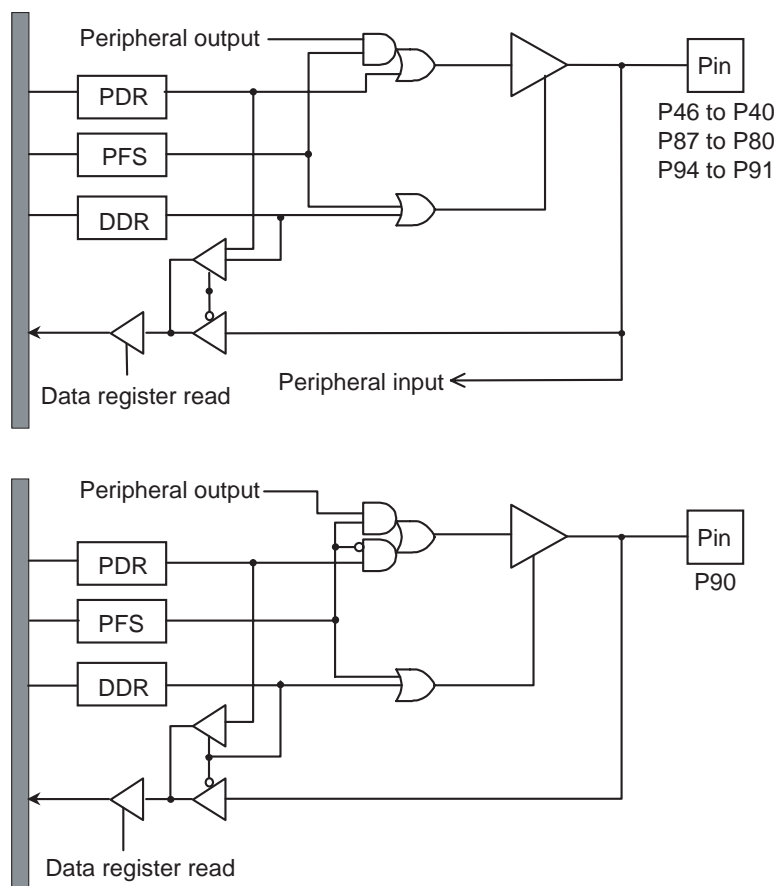 Peripheral output
Pin
PDR
P46 to P40
P87 to P80
PFS
P94 to P91
DDR
Peripheral input
Data register read
Peripheral output
Pin
PDR
P90
PFS
DDR
Data register read